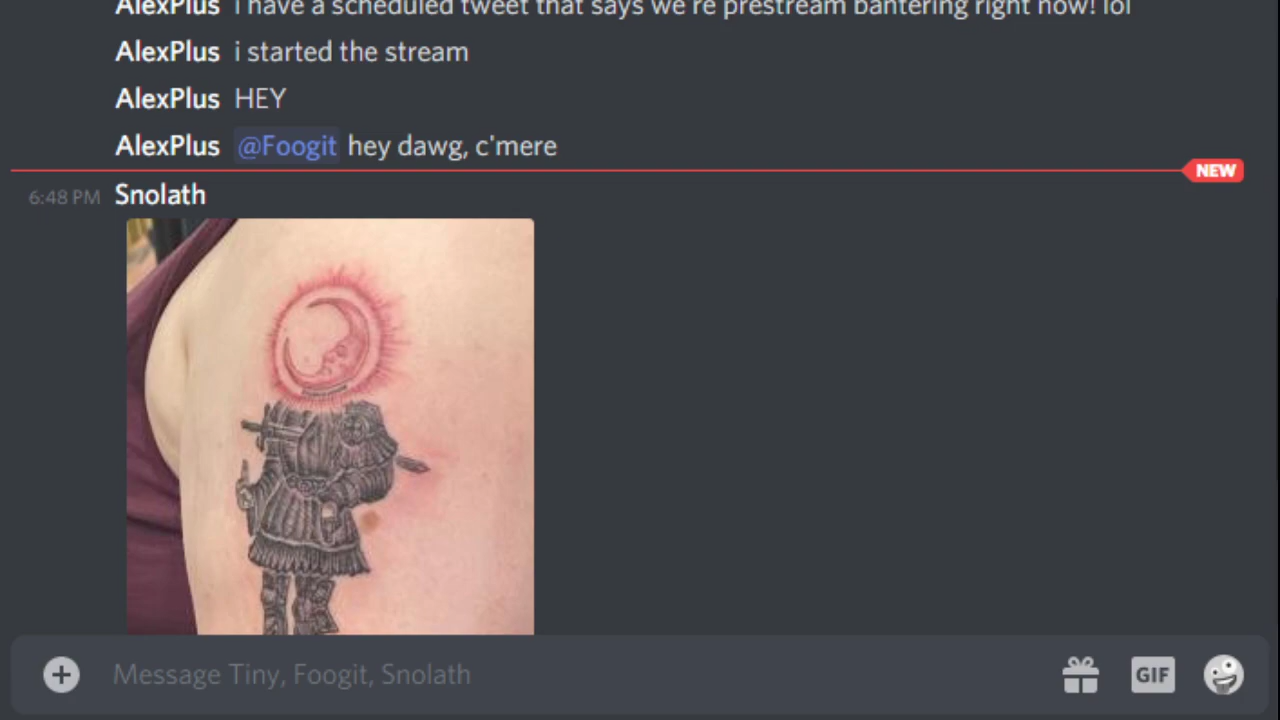 AlexPlus i have a scheduled tweet that says we're prestream bantering right now! lol
AlexPlus i started the stream
AlexPlus HEY
AlexPlus @Foogit hey dawg, c'mere
NEW
6:48 PM Snolath
Message Tiny, Foogit, Snolath
GIF